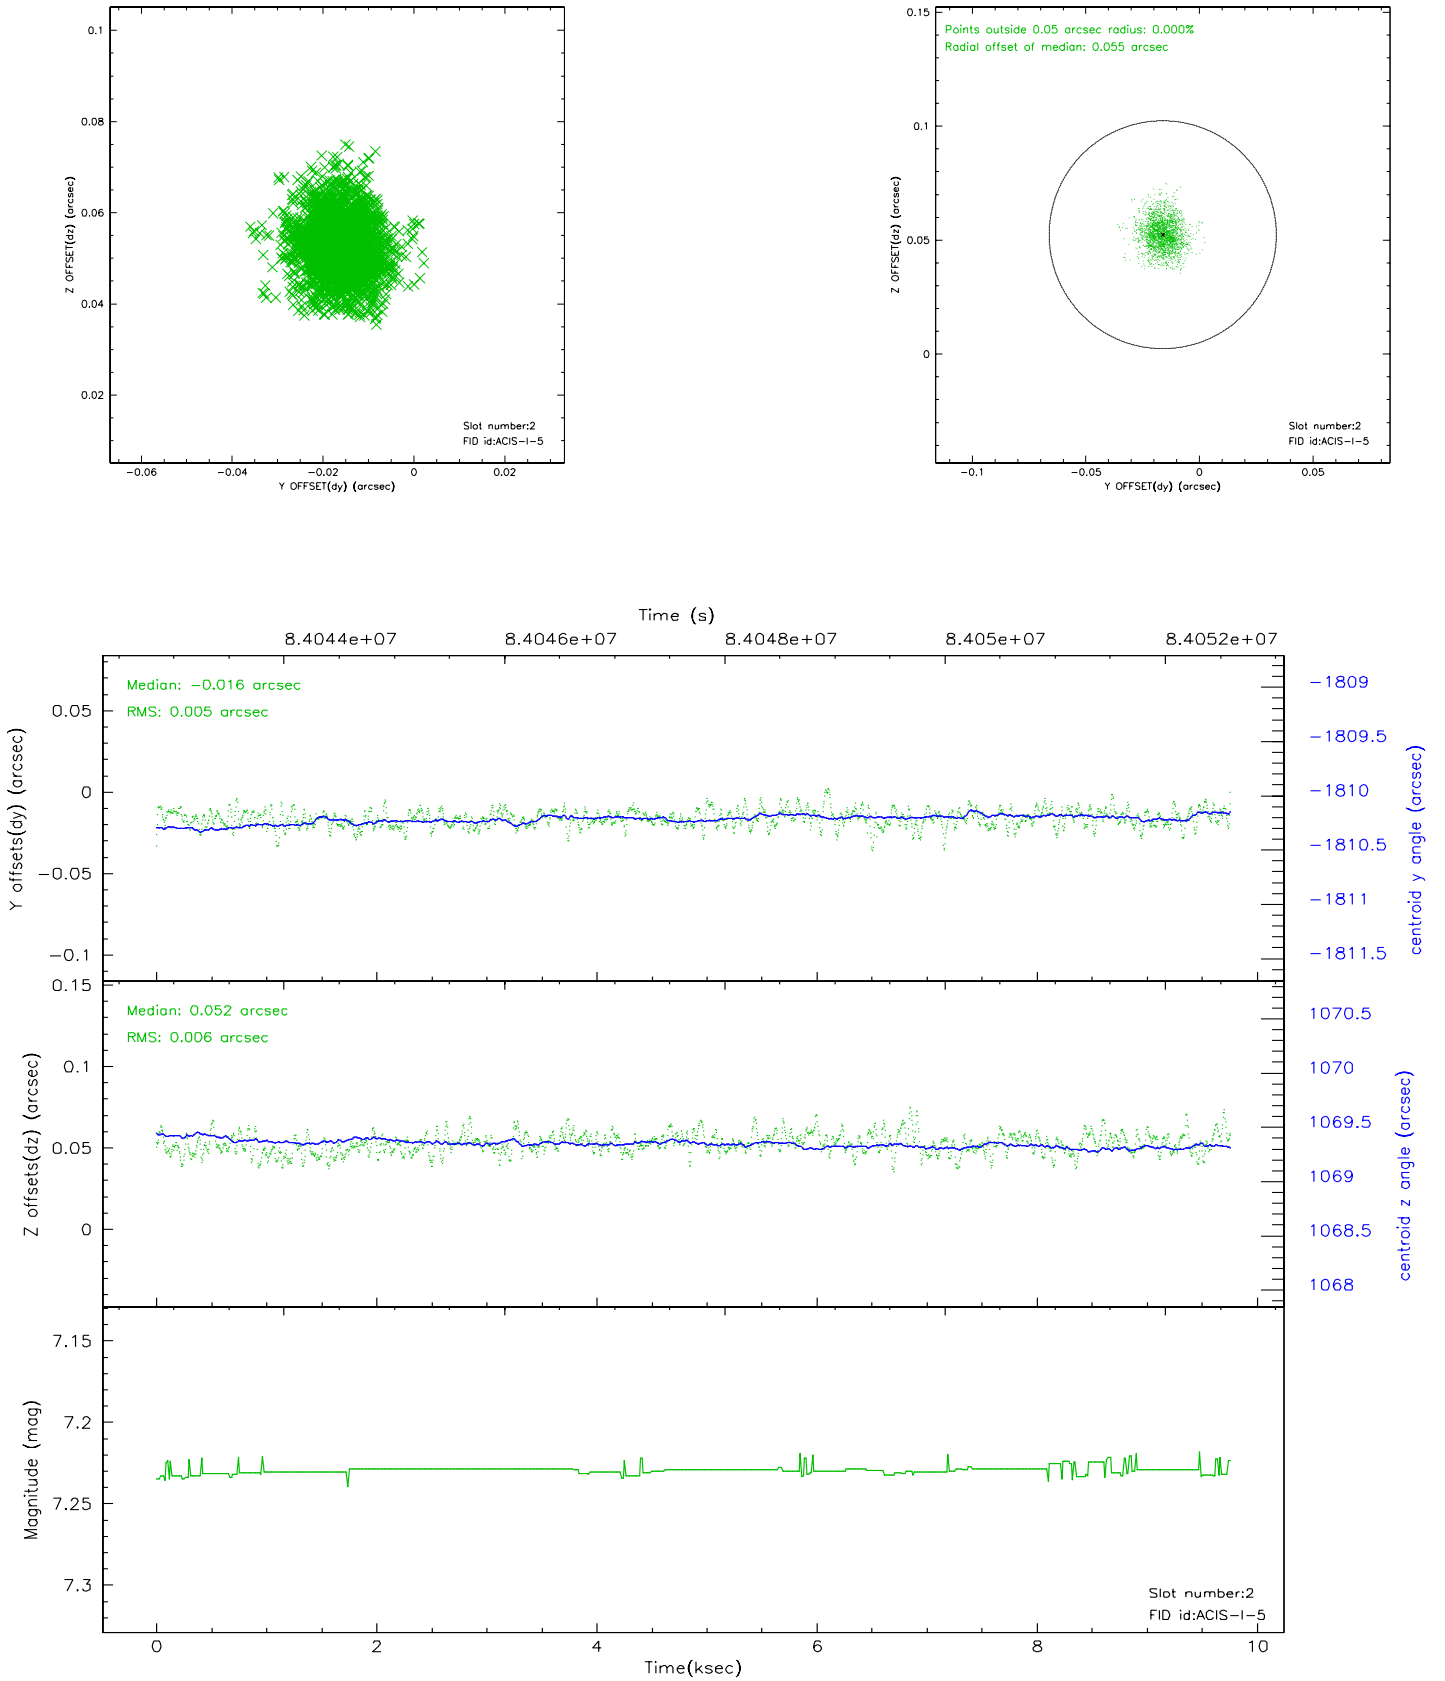 0.1
0.08
0.06
0.04
0.02
Z OFFSET(dz) (arcsec)
−0.06
−0.04
−0.02
0
0.02
Y OFFSET(dy) (arcsec)
Slot number:2
FID id:ACIS−I−5
Points outside 0.05 arcsec radius: 0.000%
Radial offset of median: 0.055 arcsec
0.15
0.1
0.05
0
Z OFFSET(dz) (arcsec)
−0.1
−0.05
0
0.05
Y OFFSET(dy) (arcsec)
Slot number:2
FID id:ACIS−I−5
Time (s)
8.4044e+07
8.4046e+07
8.4048e+07
8.405e+07
8.4052e+07
Median: −0.016 arcsec
RMS: 0.005 arcsec
0.05
0
−0.05
−0.1
Y offsets(dy) (arcsec)
−1809
−1809.5
−1810
−1810.5
−1811
−1811.5
centroid y angle (arcsec)
Median: 0.052 arcsec
RMS: 0.006 arcsec
0.15
0.1
0.05
0
Z offsets(dz) (arcsec)
1070.5
1070
1069.5
1069
1068.5
1068
centroid z angle (arcsec)
7.15
7.2
7.25
7.3
Magnitude (mag)
Slot number:2
FID id:ACIS−I−5
0
2
4
6
8
10
Time(ksec)